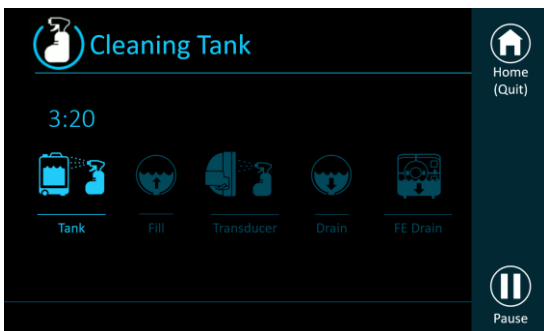 Cleaning Tank
Home
(Quit)
3:20
Tank
Fill
Transducer
Drain
FE Drain
Pause